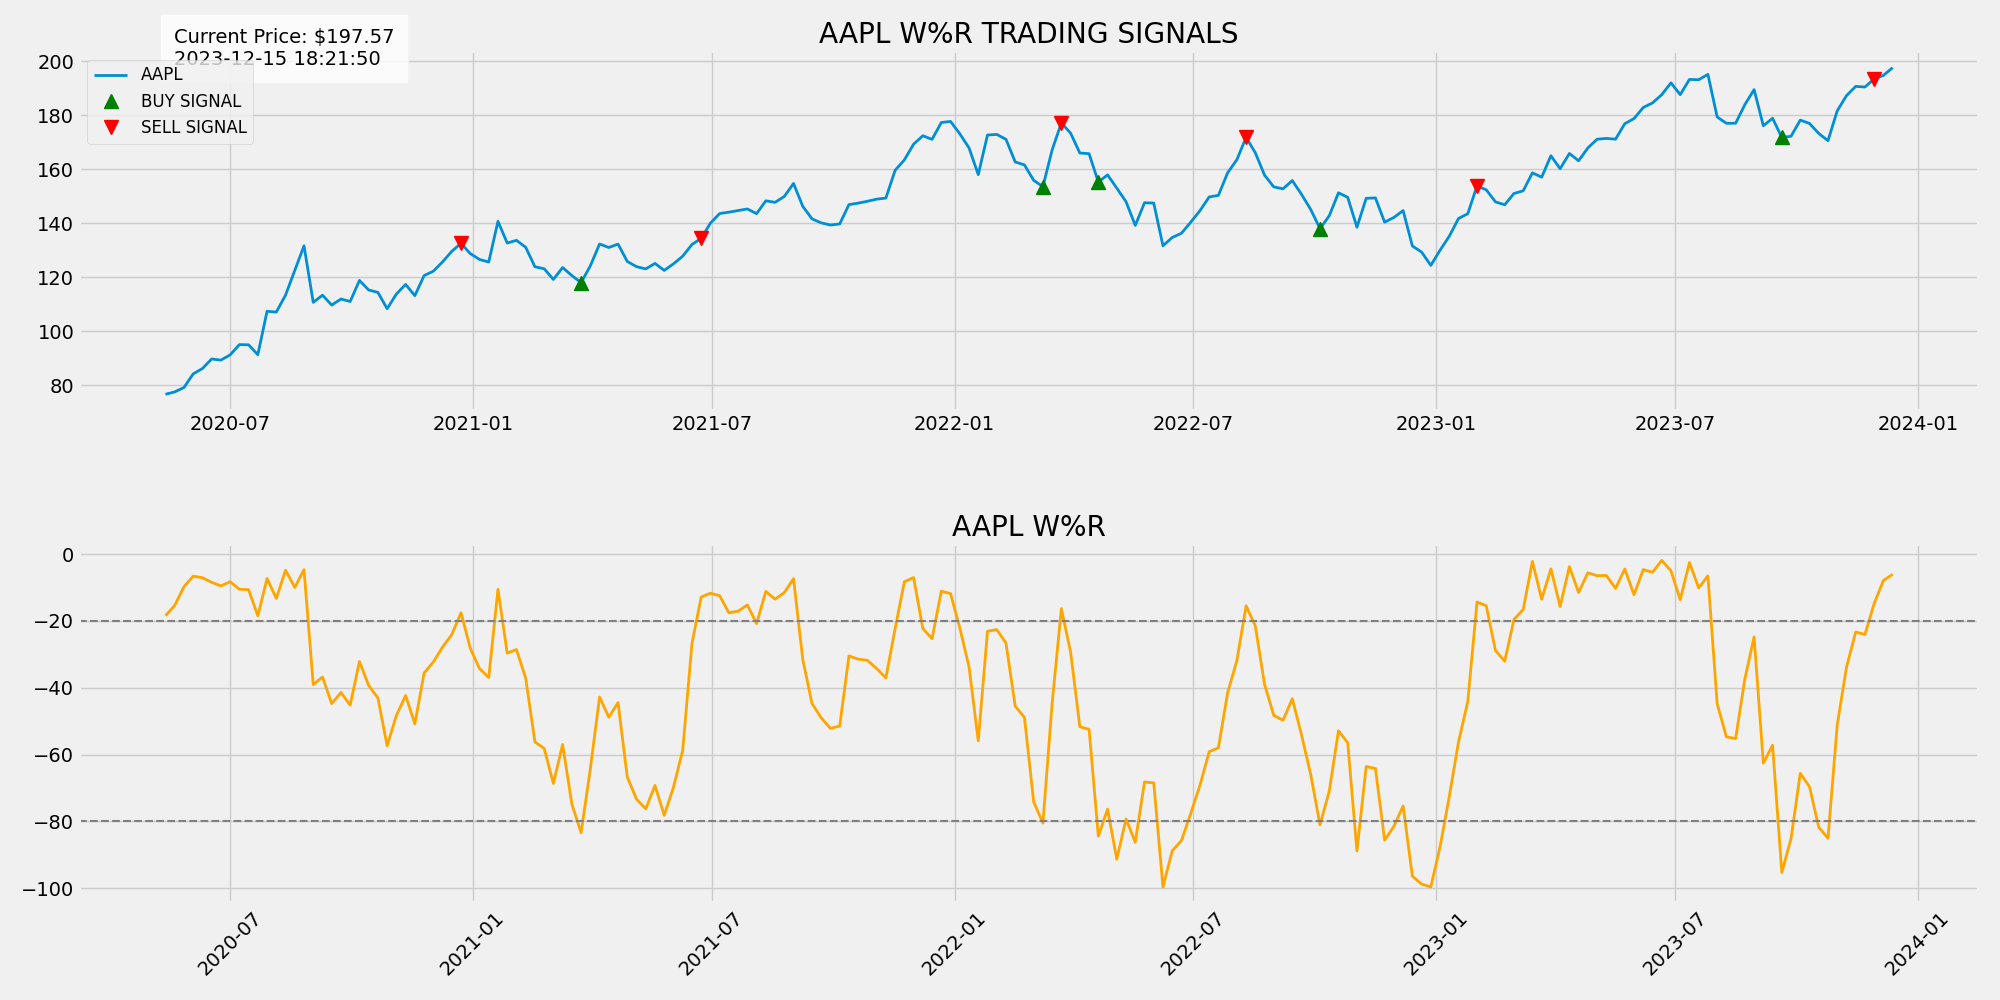 AAPL W%R TRADING SIGNALS
Current Price: $197.57
2023-12-15 18:21:50
AAPL
BUY SIGNAL
SELL SIGNAL
200
180
160
140
120
100
80
2020-07 2021-01 2021-07 2022-01 2022-07 2023-01 2023-07 2024-01
AAPL W%R
0
−20
−40
−60
−80
−100
2020-07 2021-01 2021-07 2022-01 2022-07 2023-01 2023-07 2024-01